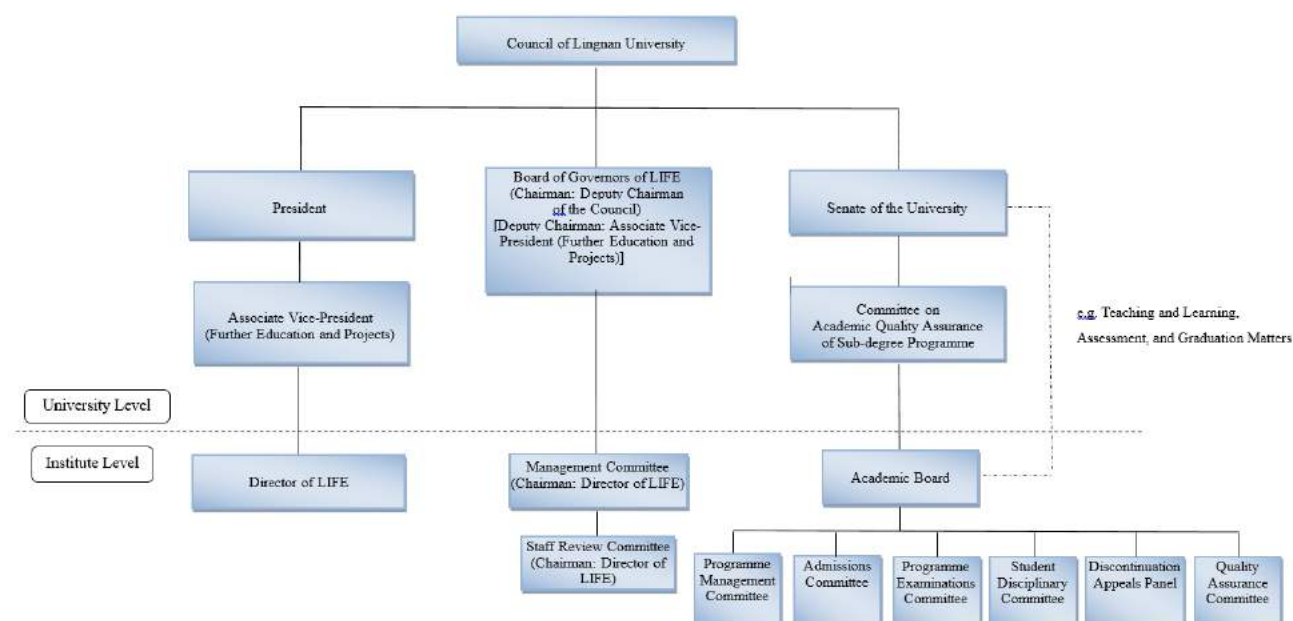 Council of Lingnan University
President
Board of Governors of LIFE
(Chairman: Deputy Chairman
of the Council)
[Deputy Chairman: Associate Vice-
President (Further Education and
Projects)]
Senate of the University
Associate Vice-President
(Further Education and Projects)
Committee on
Academic Quality Assurance
of Sub-degree Programme
e.g. Teaching and Learning,
Assessment, and Graduation Matters
University Level
Institute Level
Director of LIFE
Management Committee
(Chairman: Director of LIFE)
Academic Board
Staff Review Committee
(Chairman: Director of
LIFE)
Programme
Management
Committee
Admissions
Committee
Programme
Examinations
Committee
Student
Disciplinary
Committee
Discontinuation
Appeals Panel
Quality
Assurance
Committee